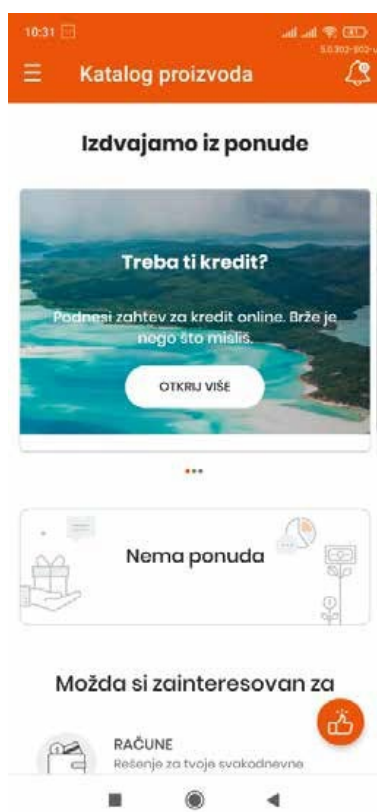 10:31
Katalog proizvoda
Izdvajamo iz ponude
Treba ti kredit?
Podnesi zahtev za kredit online. Brže je
nego što misliš.
OTKRIJ VIŠE
Nema ponuda
Možda si zainteresovan za
RAČUNE
Rešenje za tvoje svakodnevne